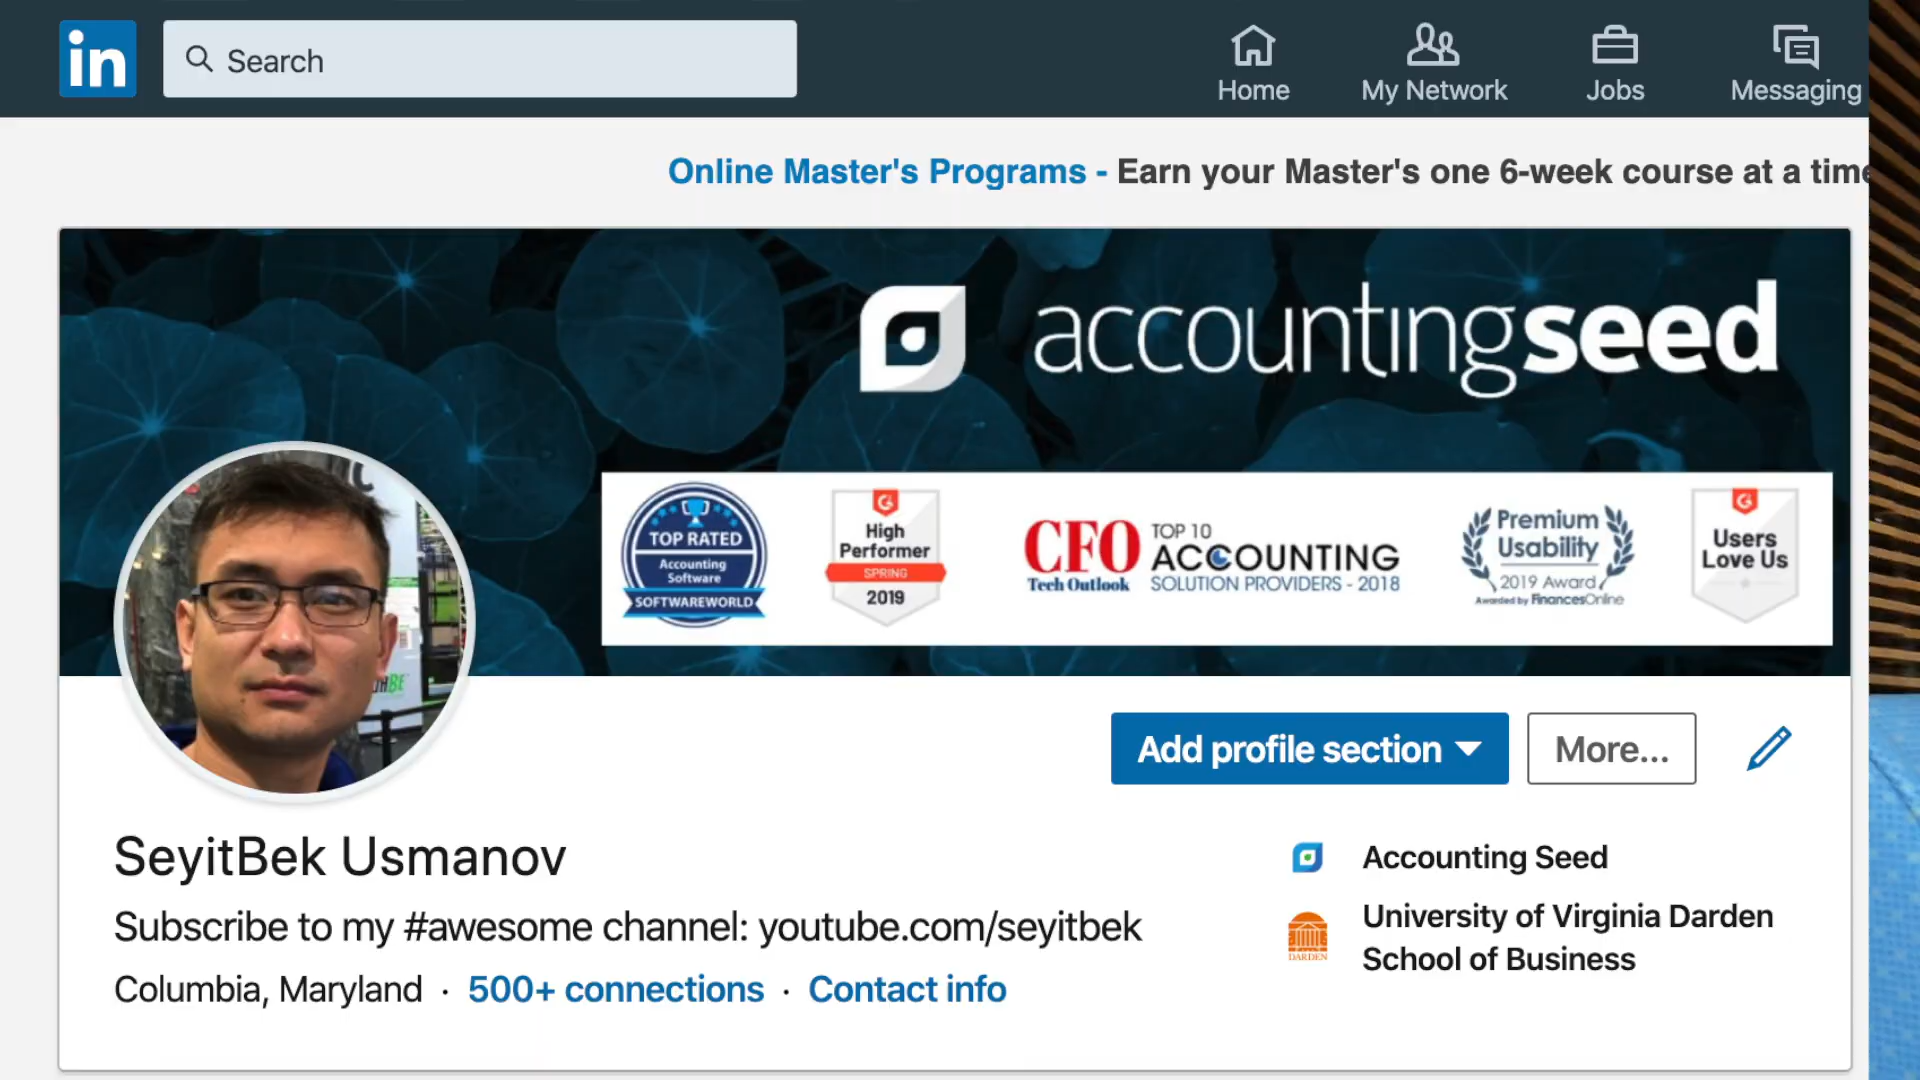 in
Search
Home
My Network
Jobs
Messaging
Online Master's Programs - Earn your Master's one 6-week course at a time
accountingseed
TOP RATED
Accounting
Software
SOFTWAREWORLD
High
Performer
SPRING
2019
CFO
Tech Outlook
TOP 10
ACCOUNTING
SOLUTION PROVIDERS - 2018
Premium
Usability
2019 Award
Awarded by FinancesOnline
Users
Love Us
Add profile section
More...
SeyitBek Usmanov
Subscribe to my #awesome channel: youtube.com/seyitbek
Columbia, Maryland · 500+ connections · Contact info
Accounting Seed
DARDEN
University of Virginia Darden
School of Business